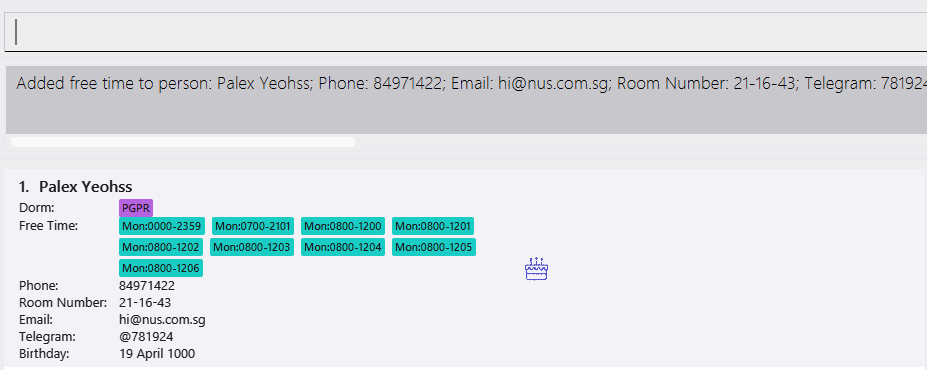 Added free time to person: Palex Yeohss; Phone: 84971422; Email: hi@nus.com.sg; Room Number: 21-16-43; Telegram: 781924
1. Palex Yeohss
Dorm: PGPR
Free Time: Mon:0000-2359 Mon:0700-2101 Mon:0800-1200 Mon:0800-1201
Mon:0800-1202 Mon:0800-1203 Mon:0800-1204 Mon:0800-1205
Mon:0800-1206
Phone: 84971422
Room Number: 21-16-43
Email: hi@nus.com.sg
Telegram: @781924
Birthday: 19 April 1000